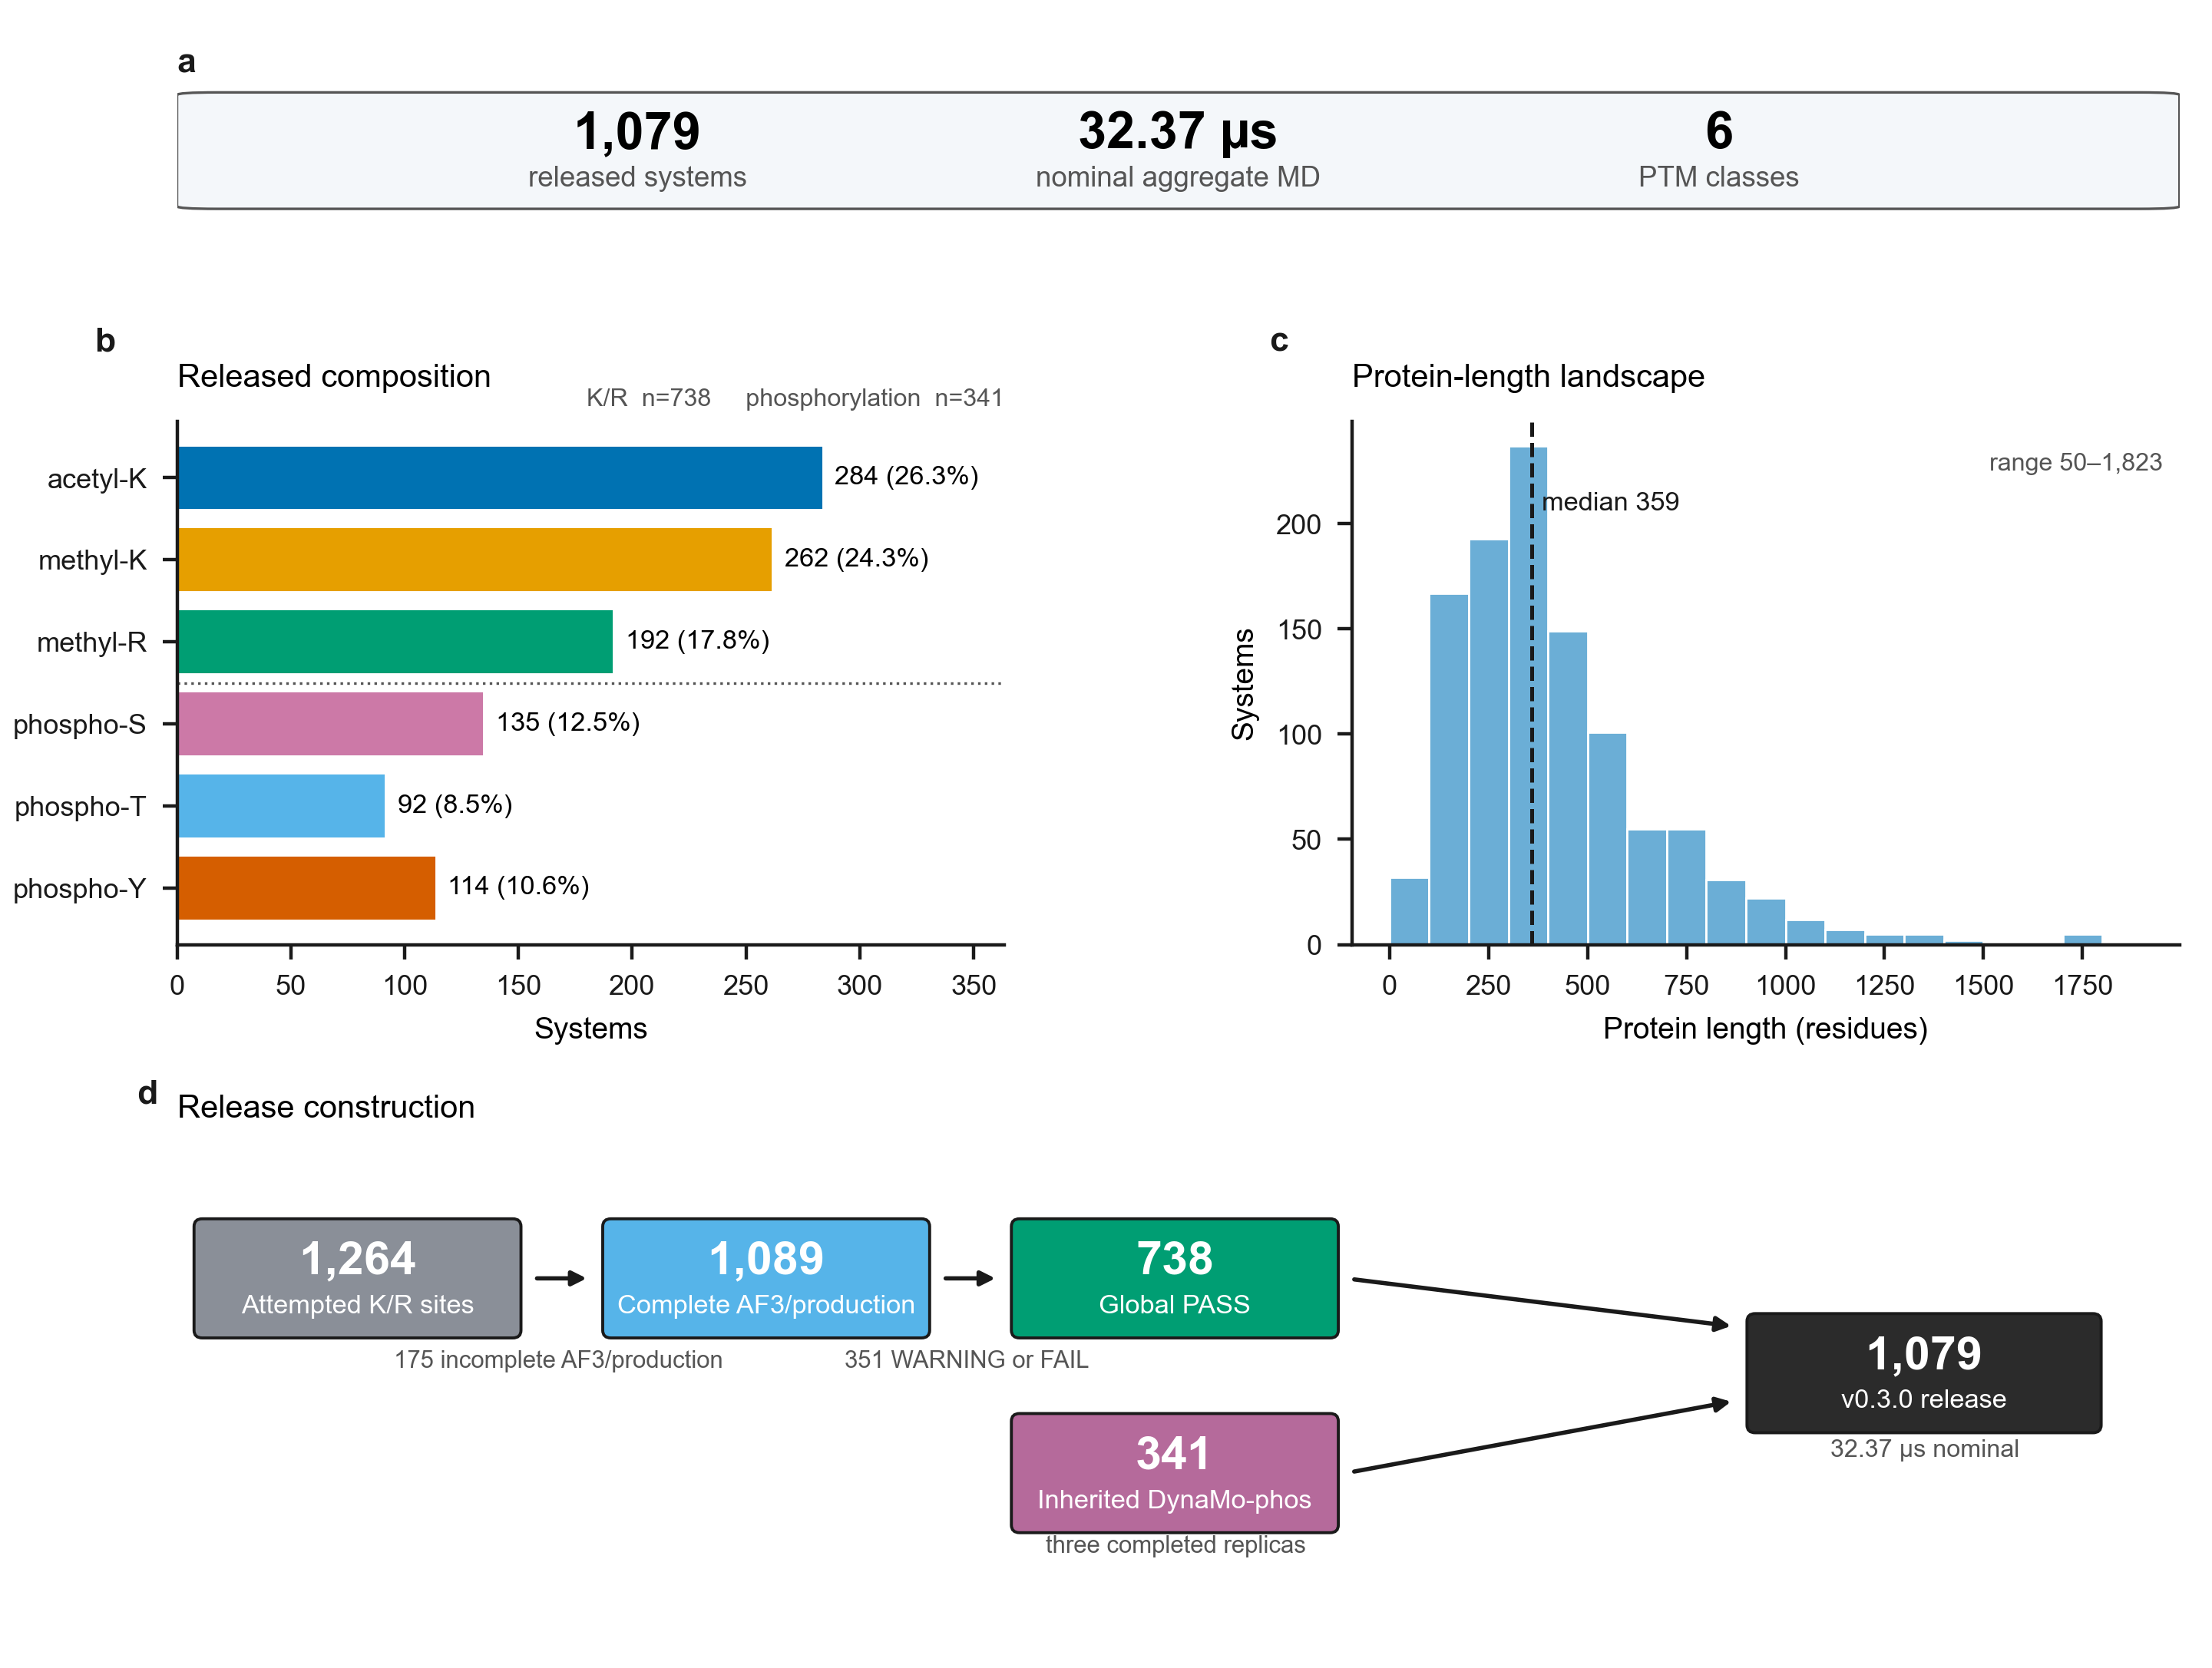 a
1,079
released systems
32.37 µs
nominal aggregate MD
6
PTM classes
b
Released composition
K/R n=738 phosphorylation n=341
acetyl-K
284 (26.3%)
methyl-K
262 (24.3%)
methyl-R
192 (17.8%)
phospho-S
135 (12.5%)
phospho-T
92 (8.5%)
phospho-Y
114 (10.6%)
0 50 100 150 200 250 300 350
Systems
c
Protein-length landscape
range 50–1,823
median 359
200
150
100
50
0
Systems
0 250 500 750 1000 1250 1500 1750
Protein length (residues)
d
Release construction
1,264
Attempted K/R sites
175 incomplete AF3/production
1,089
Complete AF3/production
351 WARNING or FAIL
738
Global PASS
341
Inherited DynaMo-phos
three completed replicas
1,079
v0.3.0 release
32.37 µs nominal